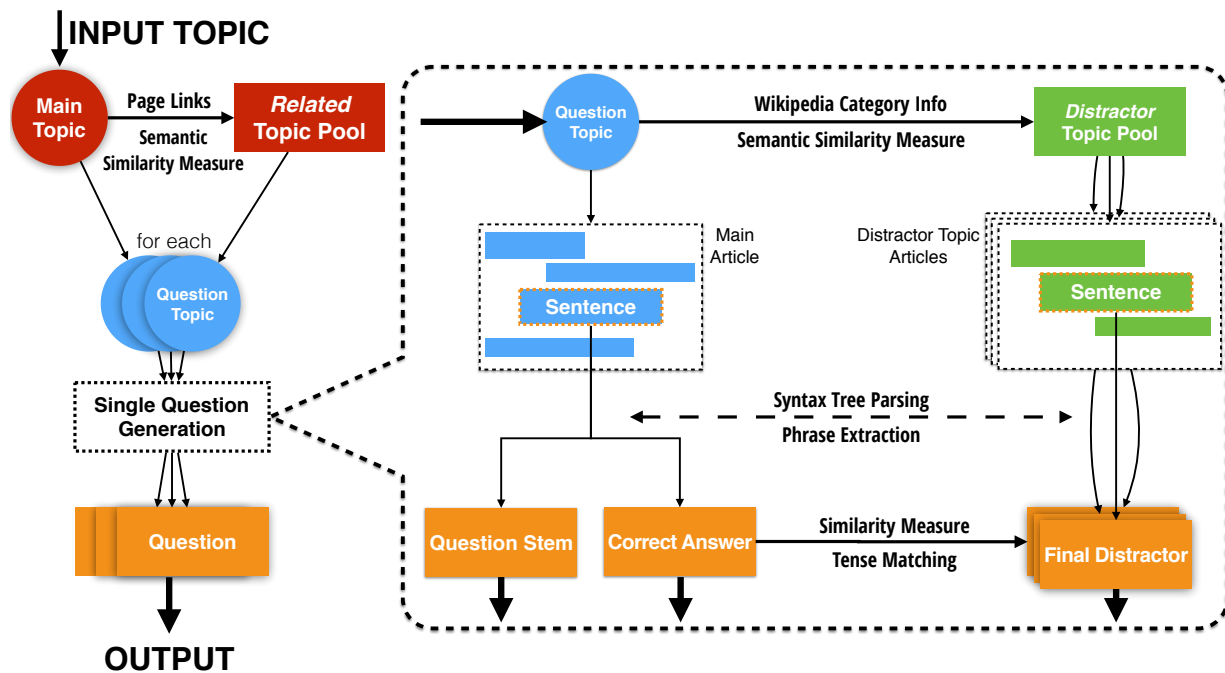 INPUT TOPIC
Main
Topic
Page Links
Semantic
Similarity Measure
Related
Topic Pool
for each
Question
Topic
Single Question
Generation
Question
OUTPUT
Question
Topic
Wikipedia Category Info
Semantic Similarity Measure
Distractor
Topic Pool
Main
Article
Sentence
Distractor Topic
Articles
Sentence
Syntax Tree Parsing
Phrase Extraction
Question Stem
Correct Answer
Similarity Measure
Tense Matching
Final Distractor